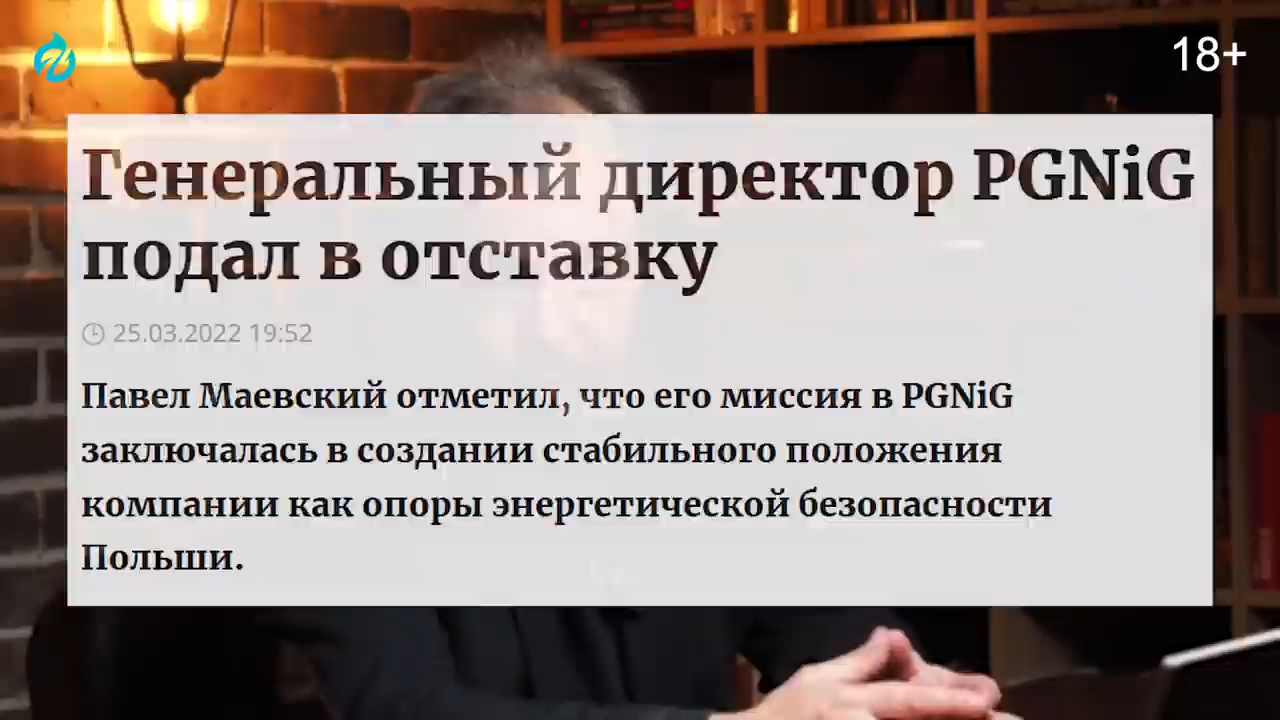 18+
Генеральный директор PGNiG
подал в отставку
25.03.2022 19:52
Павел Маевский отметил, что его миссия в PGNiG
заключалась в создании стабильного положения
компании как опоры энергетической безопасности
Польши.